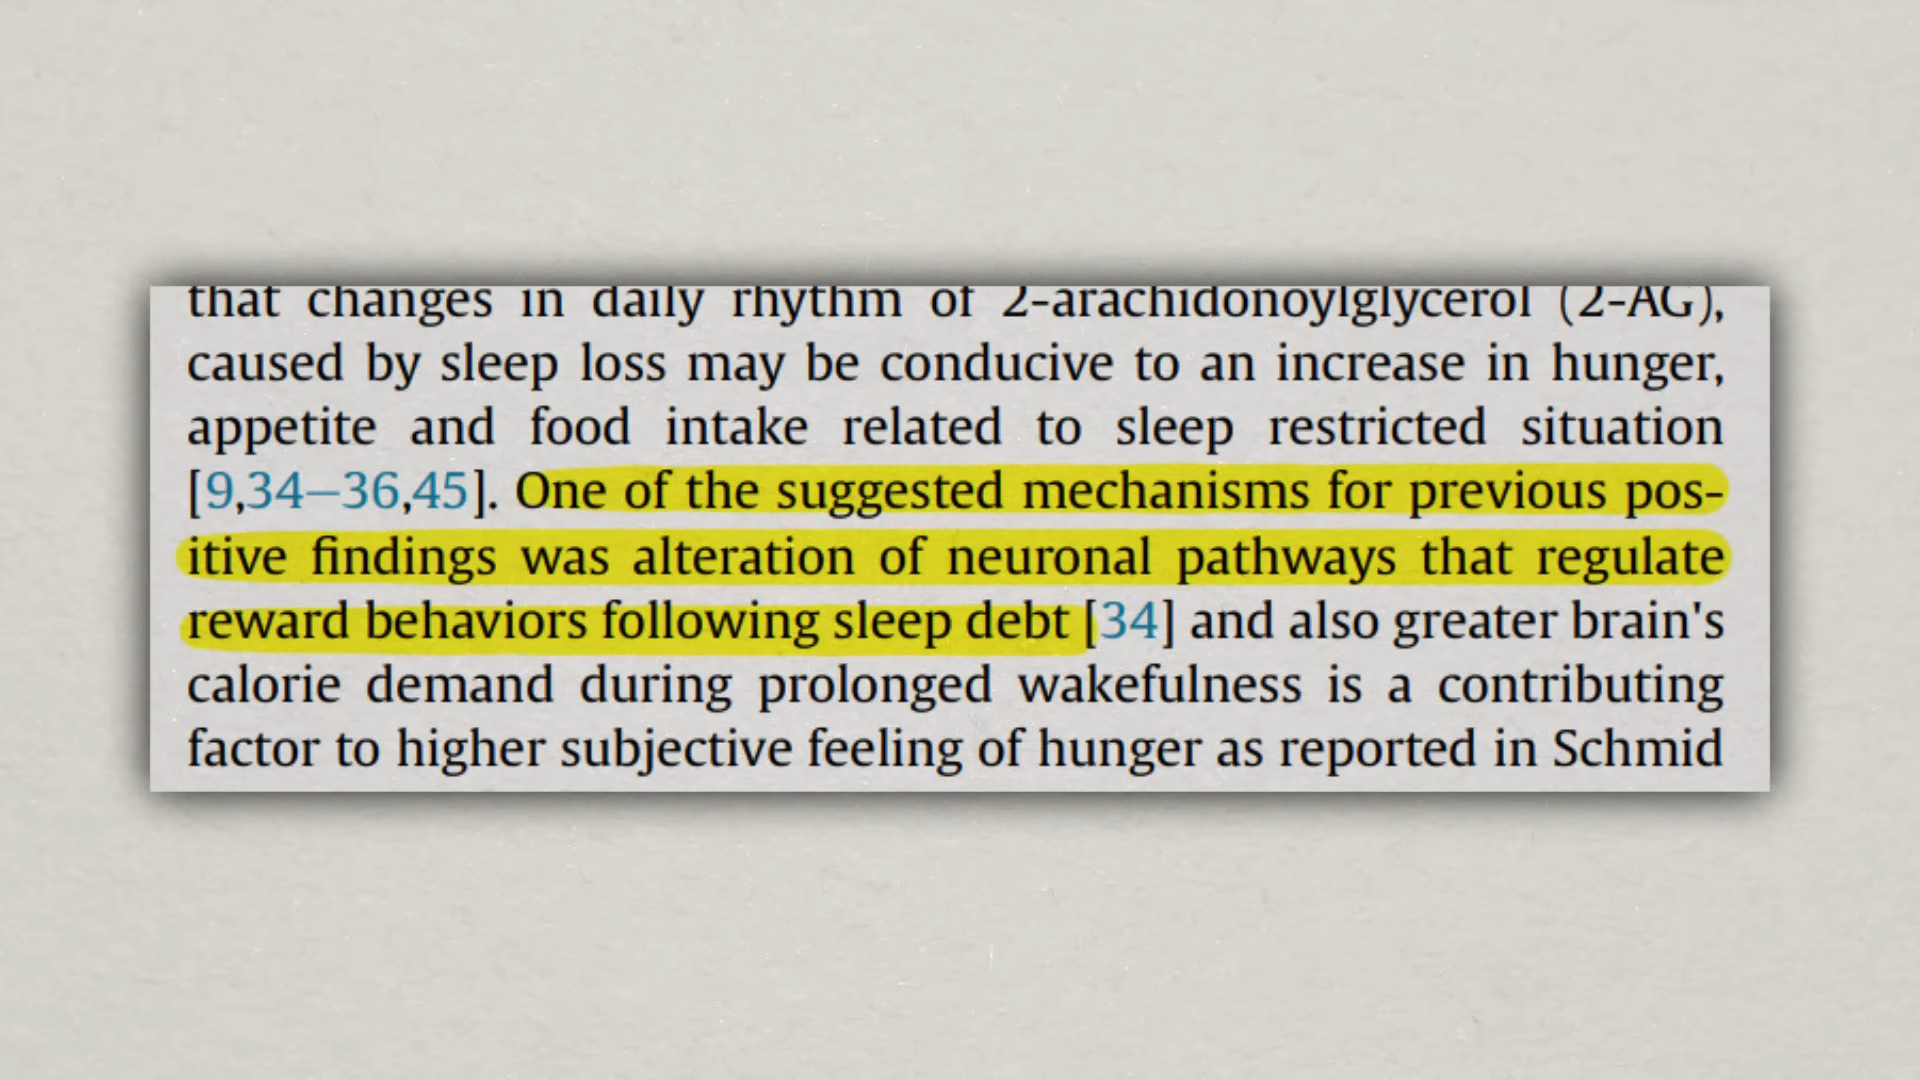 that changes in daily rhythm of 2-arachidonoylglycerol (2-AG),
caused by sleep loss may be conducive to an increase in hunger,
appetite and food intake related to sleep restricted situation
[9,34–36,45]. One of the suggested mechanisms for previous pos-
itive findings was alteration of neuronal pathways that regulate
reward behaviors following sleep debt [34] and also greater brain's
calorie demand during prolonged wakefulness is a contributing
factor to higher subjective feeling of hunger as reported in Schmid